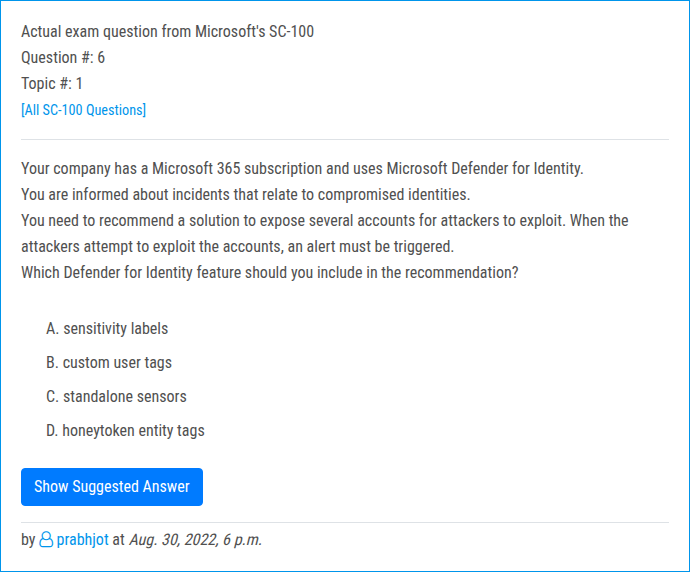 Actual exam question from Microsoft's SC-100
Question #: 6
Topic #: 1
[All SC-100 Questions]
Your company has a Microsoft 365 subscription and uses Microsoft Defender for Identity.
You are informed about incidents that relate to compromised identities.
You need to recommend a solution to expose several accounts for attackers to exploit. When the
attackers attempt to exploit the accounts, an alert must be triggered.
Which Defender for Identity feature should you include in the recommendation?
A. sensitivity labels
B. custom user tags
C. standalone sensors
D. honeytoken entity tags
Show Suggested Answer
by prabhjot at Aug. 30, 2022, 6 p.m.